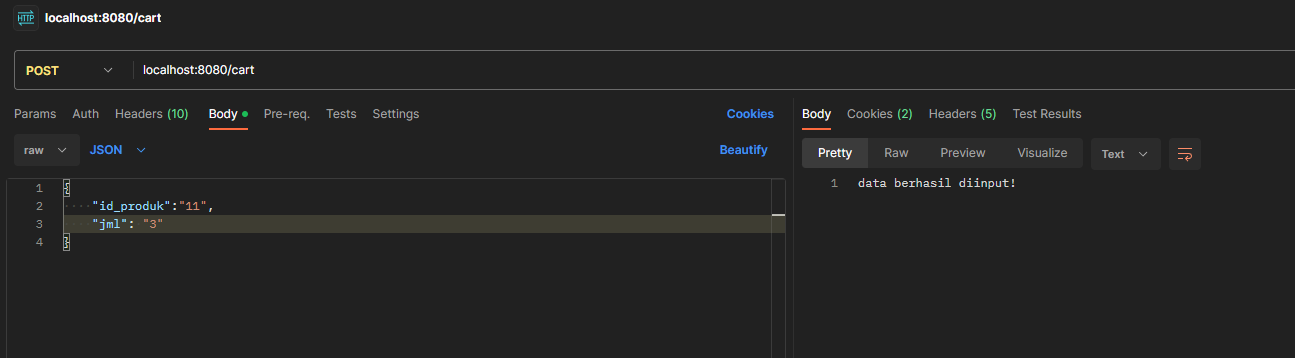 HTTP localhost:8080/cart
POST localhost:8080/cart
Params Auth Headers (10) Body Pre-req. Tests Settings Cookies
raw JSON Beautify
1 {
2 "id_produk":"11",
3 "jml": "3"
4 }
Body Cookies (2) Headers (5) Test Results
Pretty Raw Preview Visualize Text
1 data berhasil diinput!